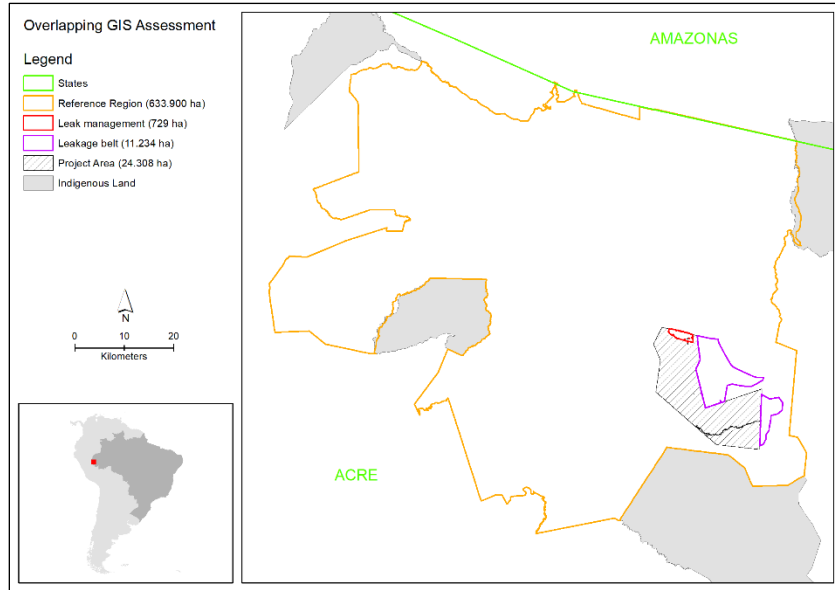 Overlapping GIS Assessment
Legend
States
Reference Region (633.900 ha)
Leak management (729 ha)
Leakage belt (11.234 ha)
Project Area (24.308 ha)
Indigenous Land
N
0 10 20
Kilometers
AMAZONAS
ACRE